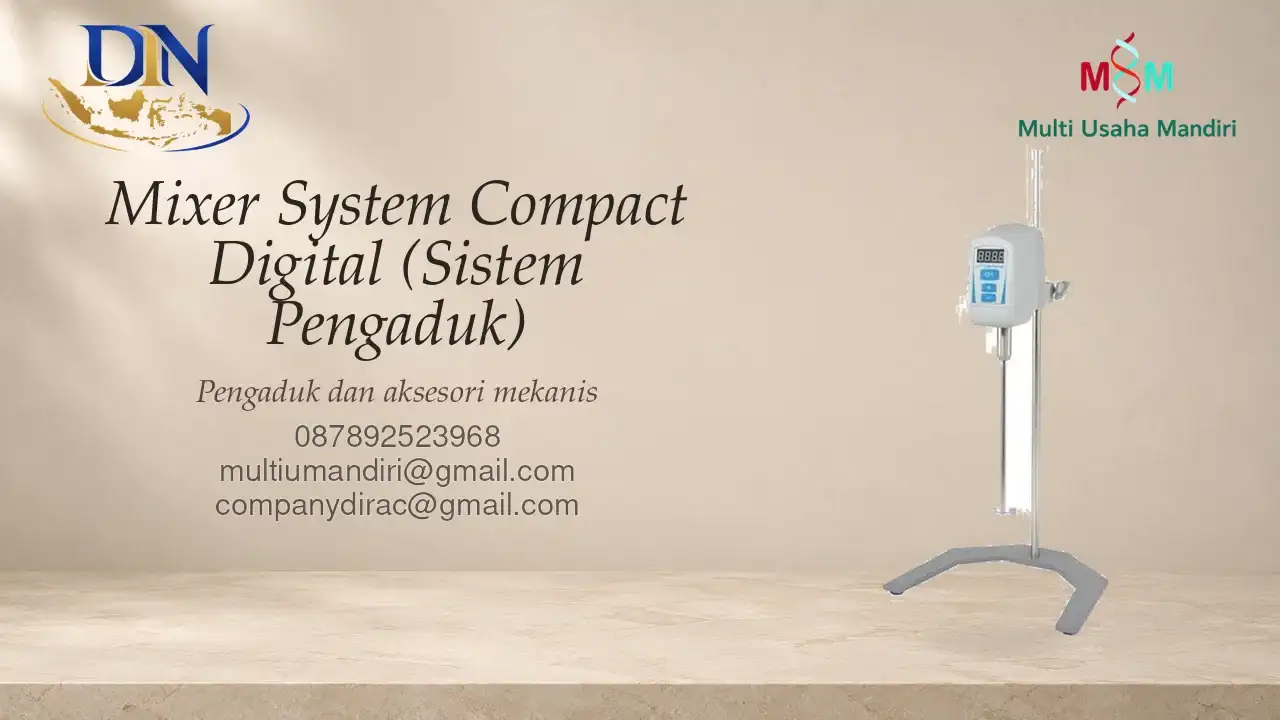 DIN
MSM
Multi Usaha Mandiri
Mixer System Compact
Digital (Sistem
Pengaduk)
Pengaduk dan aksesori mekanis
087892523968
multiumandiri@gmail.com
companydirac@gmail.com